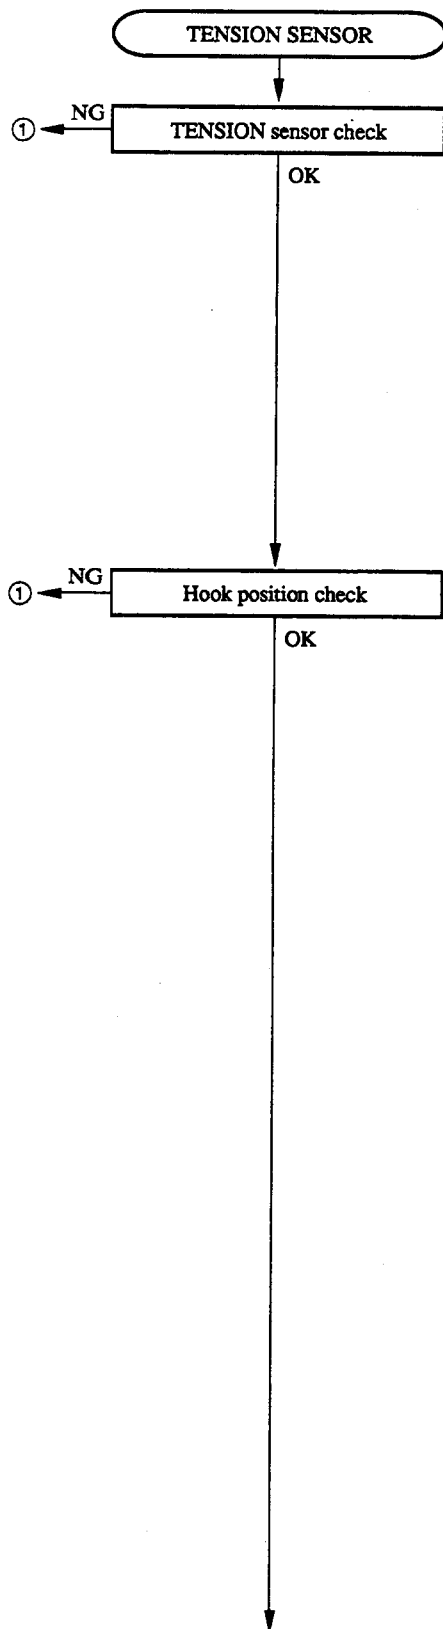 TENSION SENSOR
① NG TENSION sensor check
OK
① NG Hook position check
OK